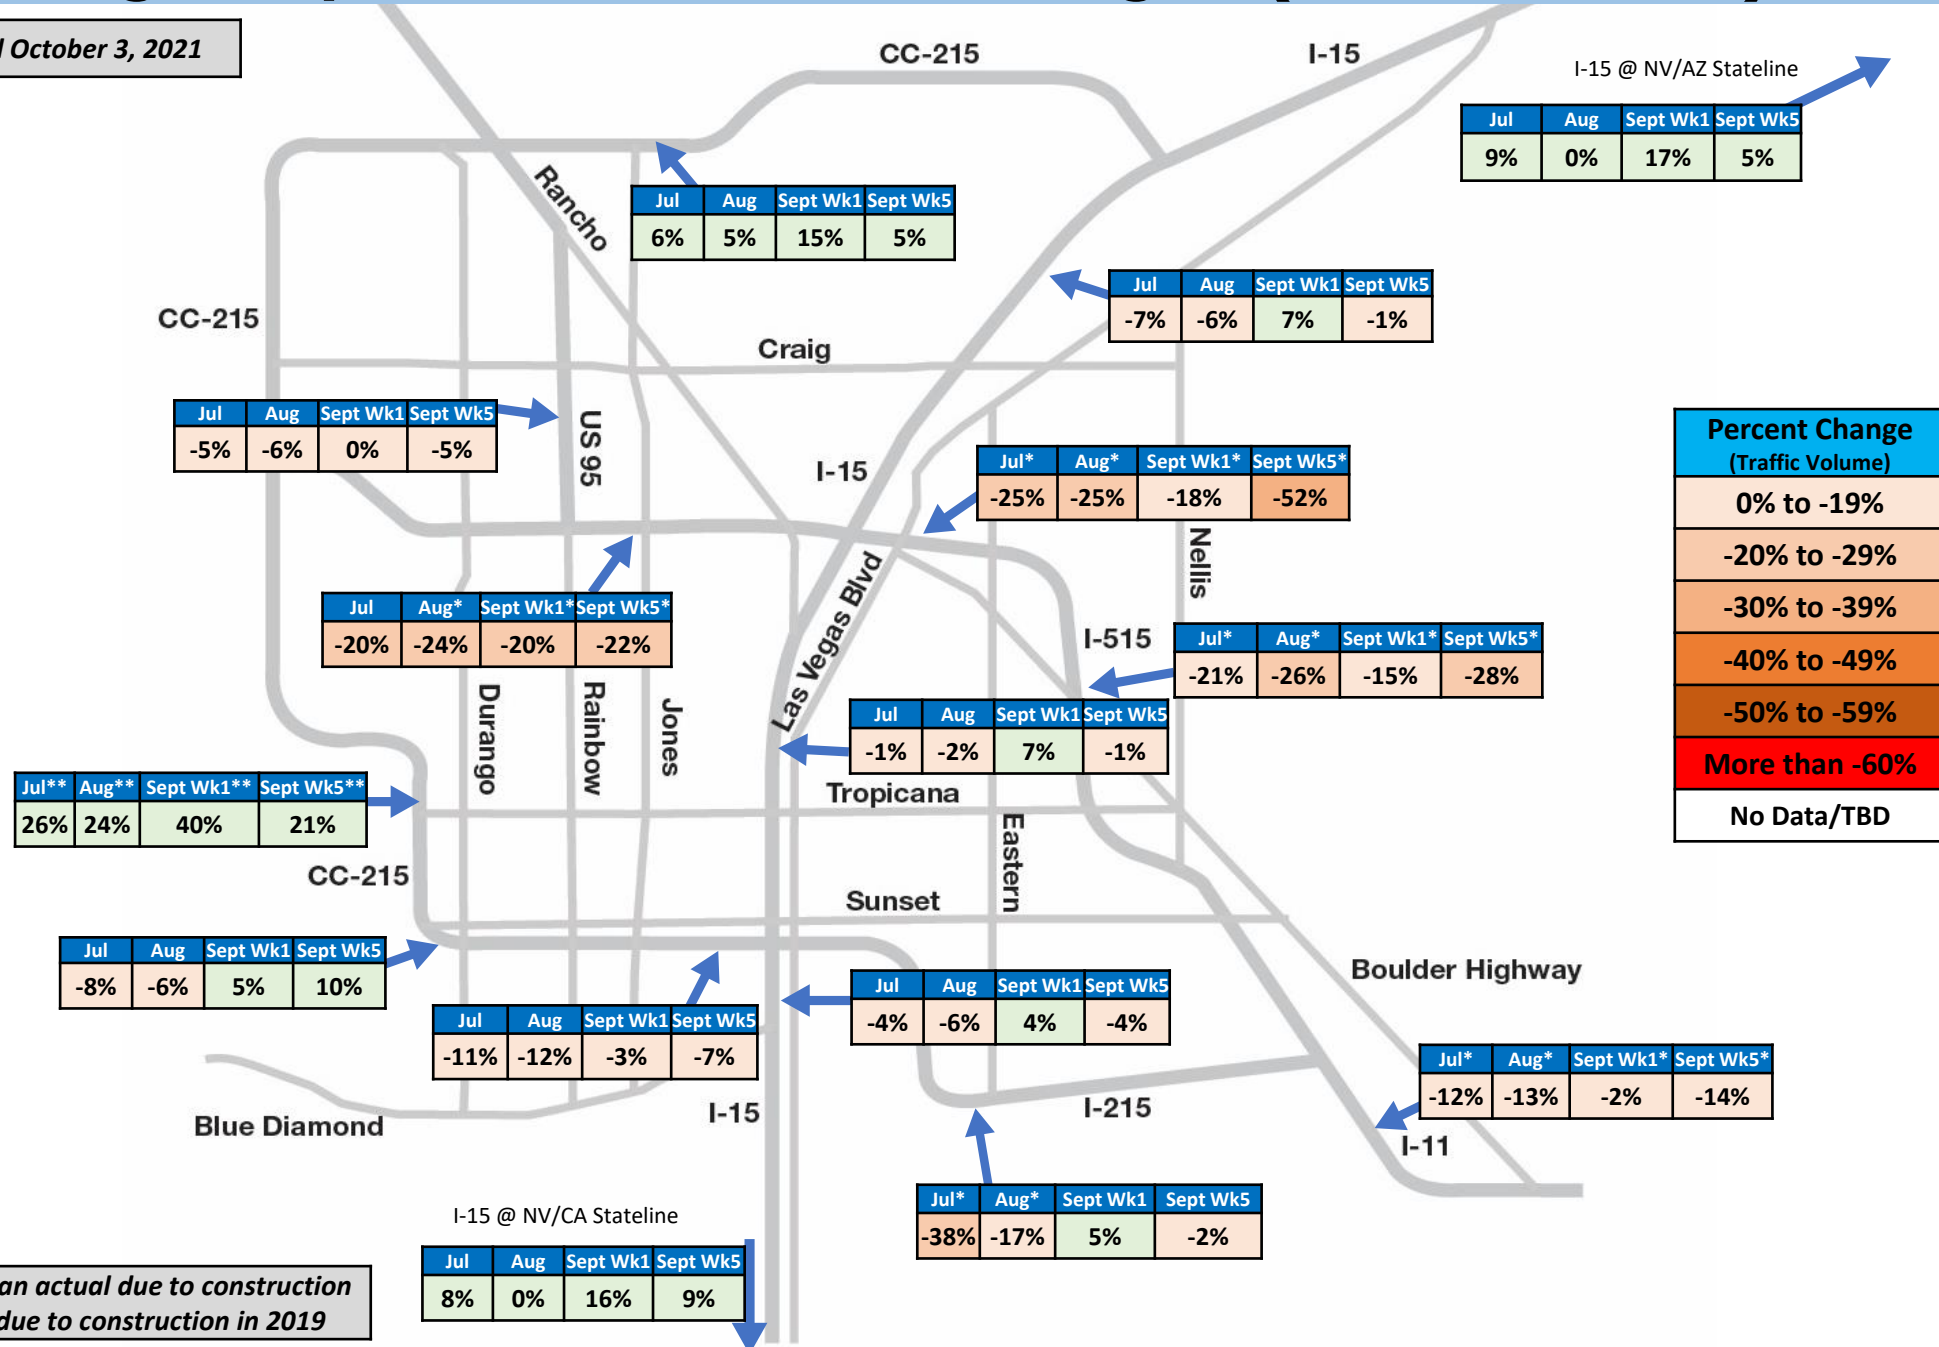 October 3, 2021
CC-215
I-15
I-15 @ NV/AZ Stateline
Jul Aug Sept Wk1 Sept Wk5
9% 0% 17% 5%
Rancho
Jul Aug Sept Wk1 Sept Wk5
6% 5% 15% 5%
Jul Aug Sept Wk1 Sept Wk5
-7% -6% 7% -1%
CC-215
Craig
Jul Aug Sept Wk1 Sept Wk5
-5% -6% 0% -5%
US 95
I-15
Jul* Aug* Sept Wk1* Sept Wk5*
-25% -25% -18% -52%
Percent Change
(Traffic Volume)
0% to -19%
-20% to -29%
-30% to -39%
-40% to -49%
-50% to -59%
More than -60%
No Data/TBD
Nellis
Las Vegas Blvd
Jul Aug* Sept Wk1* Sept Wk5*
-20% -24% -20% -22%
I-515
Jul* Aug* Sept Wk1* Sept Wk5*
-21% -26% -15% -28%
Durango
Rainbow
Jones
Jul Aug Sept Wk1 Sept Wk5
-1% -2% 7% -1%
Jul** Aug** Sept Wk1** Sept Wk5**
26% 24% 40% 21%
Tropicana
Eastern
CC-215
Sunset
Jul Aug Sept Wk1 Sept Wk5
-8% -6% 5% 10%
Boulder Highway
Jul Aug Sept Wk1 Sept Wk5
-4% -6% 4% -4%
Jul Aug Sept Wk1 Sept Wk5
-11% -12% -3% -7%
Jul* Aug* Sept Wk1* Sept Wk5*
-12% -13% -2% -14%
Blue Diamond
I-15
I-215
I-11
Jul* Aug* Sept Wk1 Sept Wk5
-38% -17% 5% -2%
I-15 @ NV/CA Stateline
Jul Aug Sept Wk1 Sept Wk5
8% 0% 16% 9%
an actual due to construction
due to construction in 2019